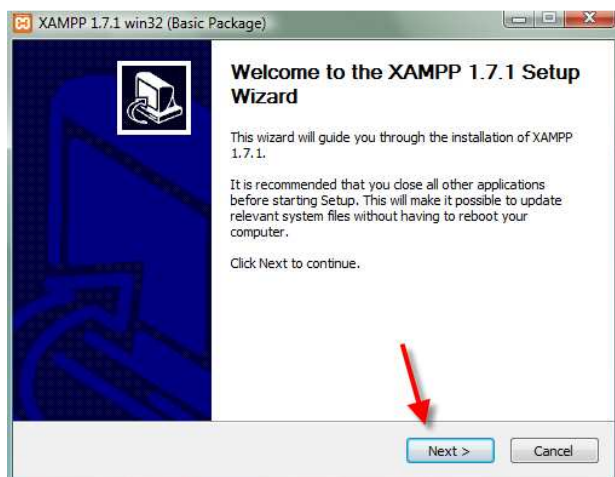 XAMPP 1.7.1 win32 (Basic Package)
Welcome to the XAMPP 1.7.1 Setup
Wizard
This wizard will guide you through the installation of XAMPP
1.7.1.
It is recommended that you close all other applications
before starting Setup. This will make it possible to update
relevant system files without having to reboot your
computer.
Click Next to continue.
Next >
Cancel